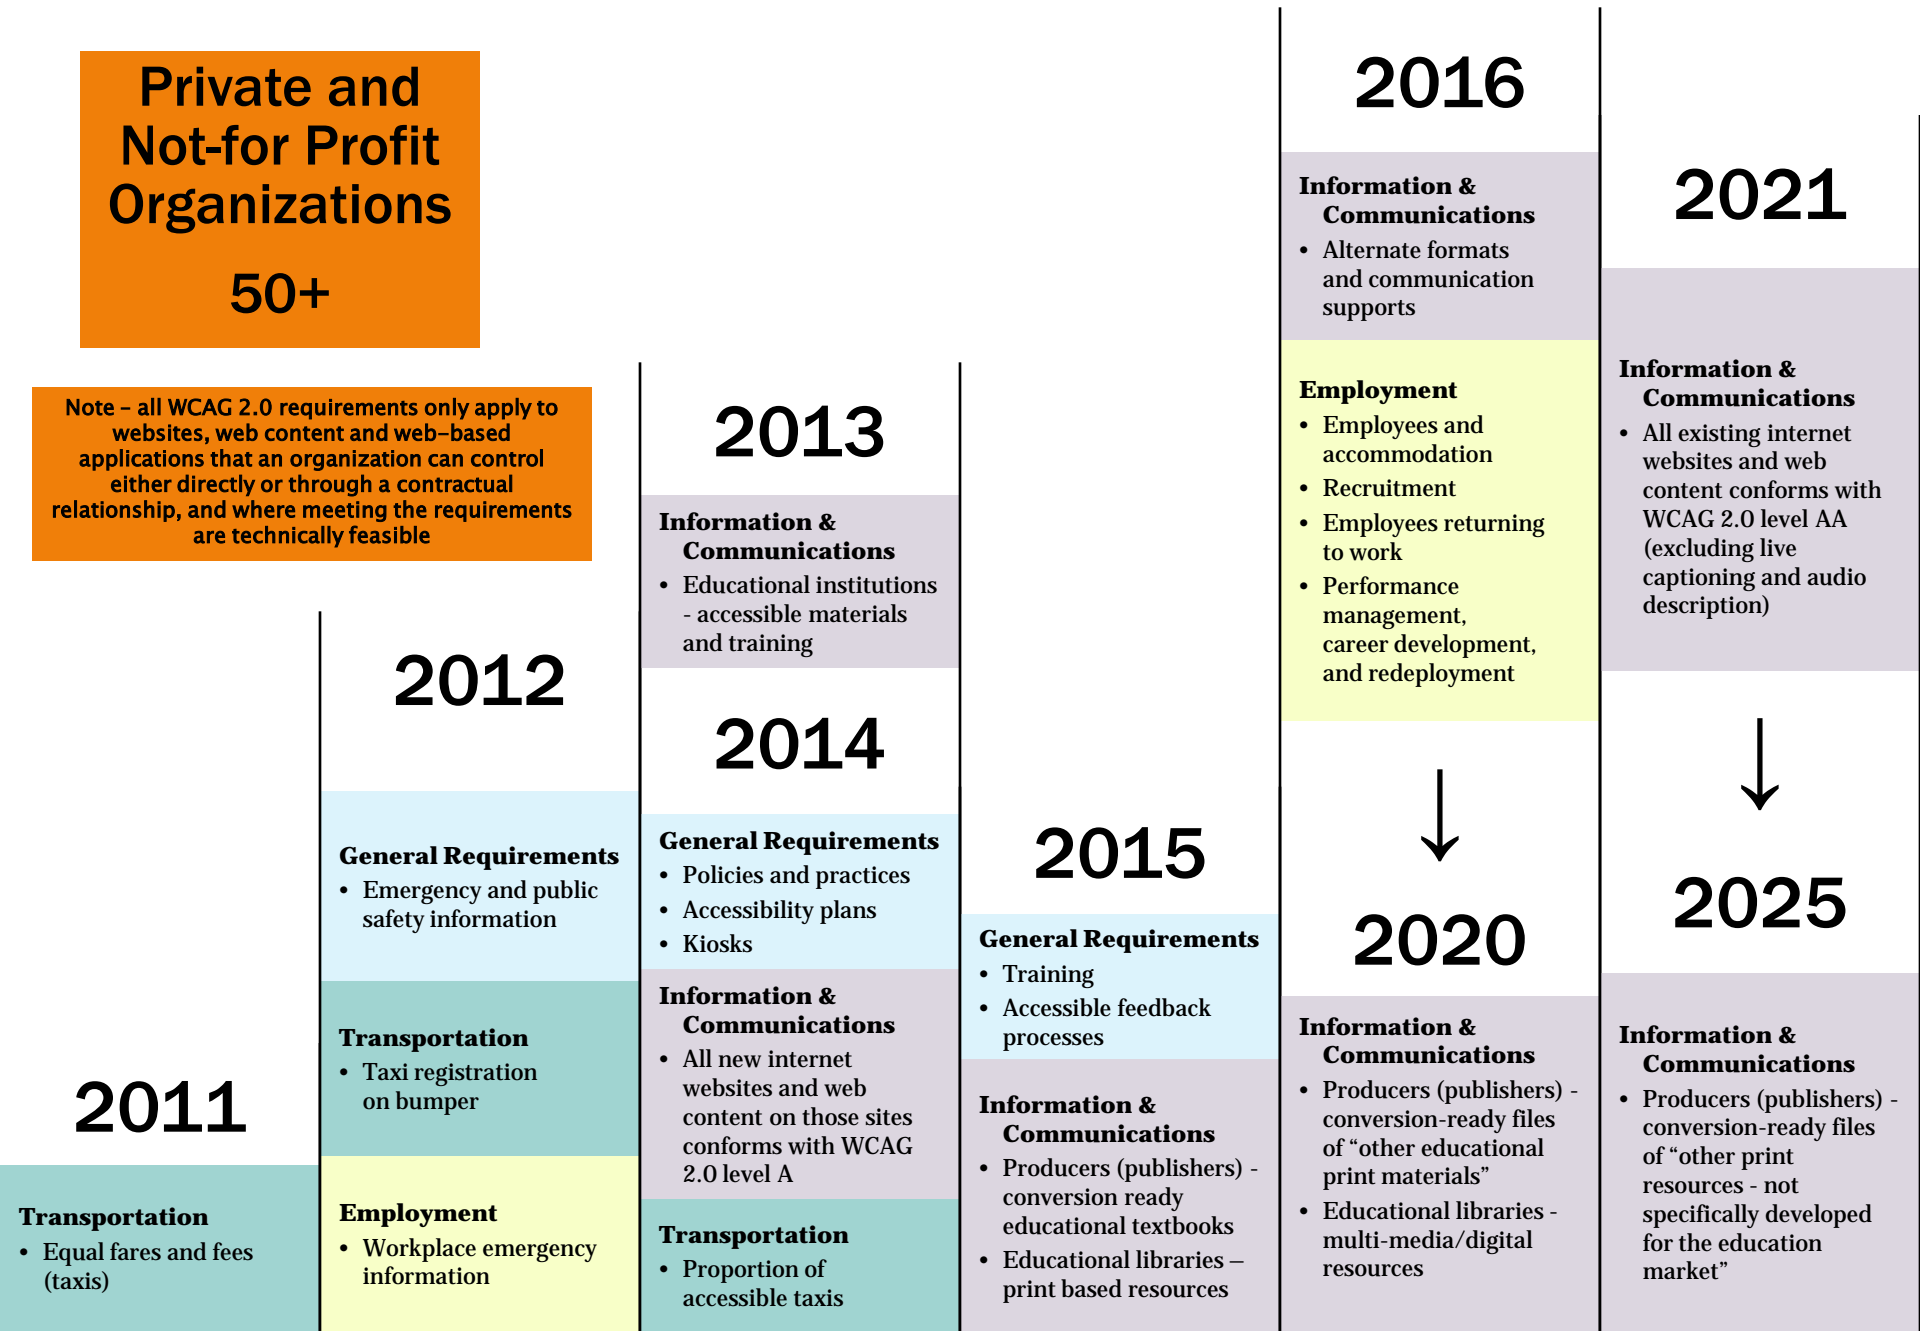 Private and
Not-for Profit
Organizations
50+
Note – all WCAG 2.0 requirements only apply to
websites, web content and web-based
applications that an organization can control
either directly or through a contractual
relationship, and where meeting the requirements
are technically feasible
2011
Transportation
• Equal fares and fees
(taxis)
2012
General Requirements
• Emergency and public
safety information
Transportation
• Taxi registration
on bumper
Employment
• Workplace emergency
information
2013
Information &
Communications
• Educational institutions
- accessible materials
and training
2014
General Requirements
• Policies and practices
• Accessibility plans
• Kiosks
Information &
Communications
• All new internet
websites and web
content on those sites
conforms with WCAG
2.0 level A
Transportation
• Proportion of
accessible taxis
2015
General Requirements
• Training
• Accessible feedback
processes
Information &
Communications
• Producers (publishers) -
conversion ready
educational textbooks
• Educational libraries –
print based resources
2016
Information &
Communications
• Alternate formats
and communication
supports
Employment
• Employees and
accommodation
• Recruitment
• Employees returning
to work
• Performance
management,
career development,
and redeployment
2020
Information &
Communications
• Producers (publishers) -
conversion-ready files
of “other educational
print materials”
• Educational libraries -
multi-media/digital
resources
2021
Information &
Communications
• All existing internet
websites and web
content conforms with
WCAG 2.0 level AA
(excluding live
captioning and audio
description)
2025
Information &
Communications
• Producers (publishers) -
conversion-ready files
of “other print
resources - not
specifically developed
for the education
market”